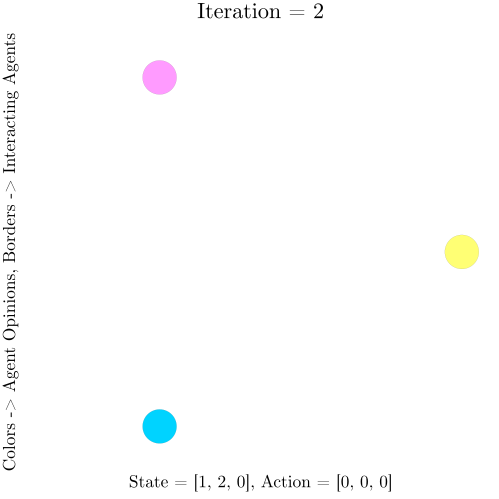 Iteration = 2
Colors -> Agent Opinions, Borders -> Interacting Agents
State = [1, 2, 0], Action = [0, 0, 0]